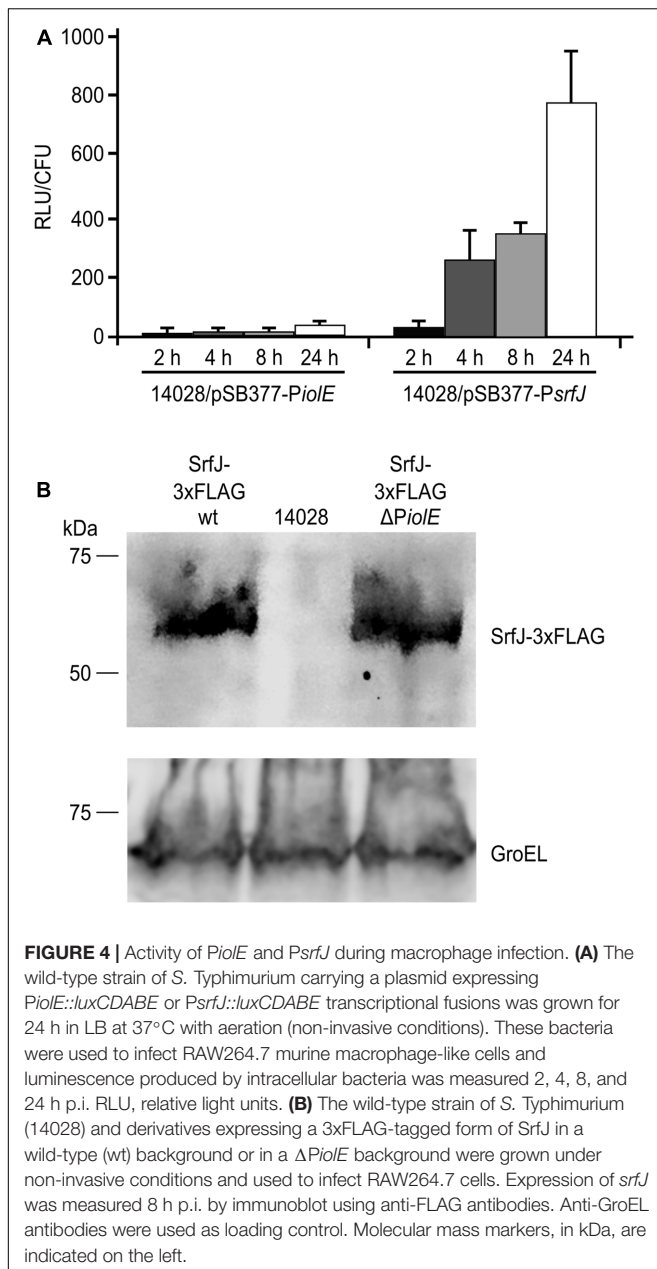 A
1000
800
600
400
200
0
RLU/CFU
2 h 4 h 8 h 24 h 2 h 4 h 8 h 24 h
14028/pSB377-PiolE 14028/pSB377-PsrfJ
B
SrfJ-
3xFLAG
wt
14028
SrfJ-
3xFLAG
ΔPiolE
kDa
75
50
SrfJ-3xFLAG
75
GroEL
FIGURE 4 | Activity of PiolE and PsrfJ during macrophage infection. (A) The
wild-type strain of S. Typhimurium carrying a plasmid expressing
PiolE::luxCDABE or PsrfJ::luxCDABE transcriptional fusions was grown for
24 h in LB at 37°C with aeration (non-invasive conditions). These bacteria
were used to infect RAW264.7 murine macrophage-like cells and
luminescence produced by intracellular bacteria was measured 2, 4, 8, and
24 h p.i. RLU, relative light units. (B) The wild-type strain of S. Typhimurium
(14028) and derivatives expressing a 3xFLAG-tagged form of SrfJ in a
wild-type (wt) background or in a ΔPiolE background were grown under
non-invasive conditions and used to infect RAW264.7 cells. Expression of srfJ
was measured 8 h p.i. by immunoblot using anti-FLAG antibodies. Anti-GroEL
antibodies were used as loading control. Molecular mass markers, in kDa, are
indicated on the left.